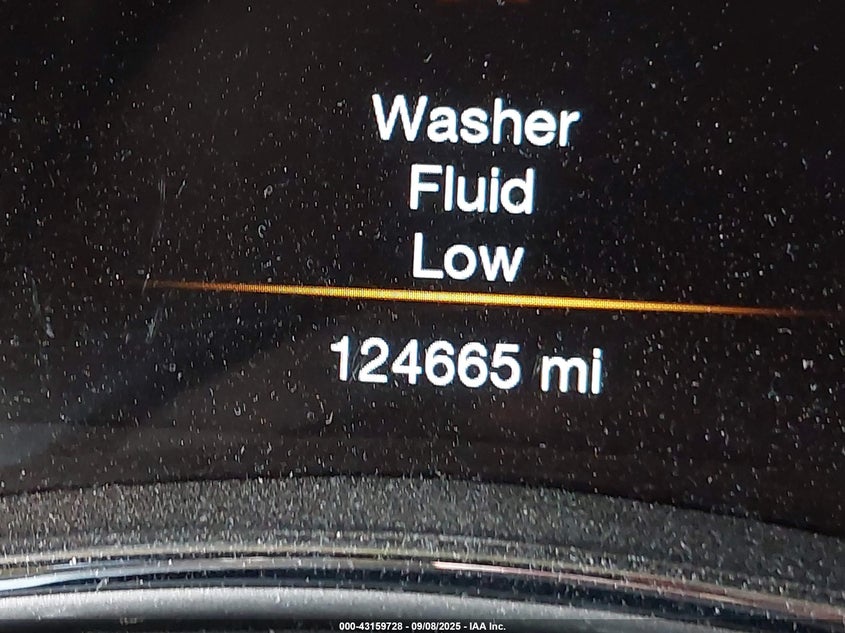 Washer
Fluid
Low
124665 mi
000-43159728 - 09/08/2025 - IAA Inc.